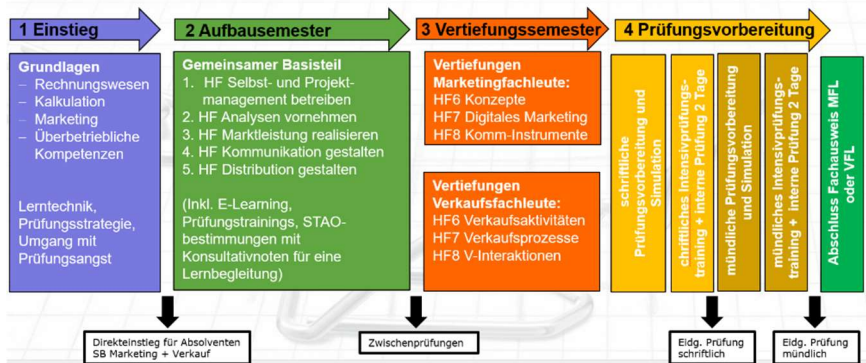 1 Einstieg
2 Aufbausemester
3 Vertiefungssemester
4 Prüfungsvorbereitung
Grundlagen
– Rechnungswesen
– Kalkulation
– Marketing
– Überbetriebliche
Kompetenzen
Lerntechnik,
Prüfungsstrategie,
Umgang mit
Prüfungsangst
Gemeinsamer Basisteil
1. HF Selbst- und Projekt-
management betreiben
2. HF Analysen vornehmen
3. HF Marktleistung realisieren
4. HF Kommunikation gestalten
5. HF Distribution gestalten
(Inkl. E-Learning,
Prüfungstrainings, STAO-
bestimmungen mit
Konsultativnoten für eine
Lernbegleitung)
Vertiefungen
Marketingfachleute:
HF6 Konzepte
HF7 Digitales Marketing
HF8 Komm-Instrumente
Vertiefungen
Verkaufsfachleute:
HF6 Verkaufsaktivitäten
HF7 Verkaufsprozesse
HF8 V-Interaktionen
schriftliche
Prüfungsvorbereitung und
Simulation
chriftliches Intensivprüfungs-
training + interne Prüfung 2 Tage
mündliche Prüfungsvorbereitung
und Simulation
mündliches Intensivprüfungs-
training + interne Prüfung 2 Tage
Abschluss Fachausweis MFL
oder VFL
Direkteinstieg für Absolventen
SB Marketing + Verkauf
Zwischenprüfungen
Eidg. Prüfung
schriftlich
Eidg. Prüfung
mündlich